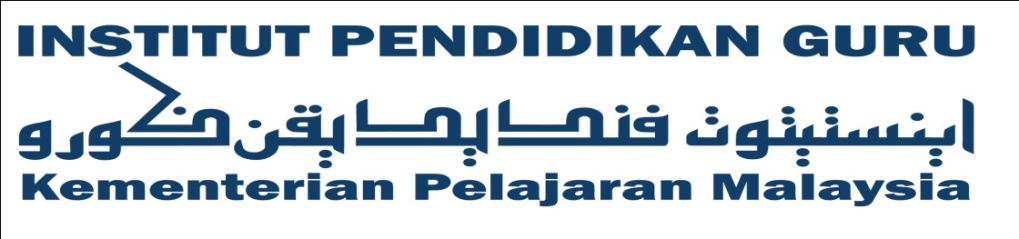 INSTITUT PENDIDIKAN GURU
اينستيتوت ڤنديديقن ݢورو
Kementerian Pelajaran Malaysia